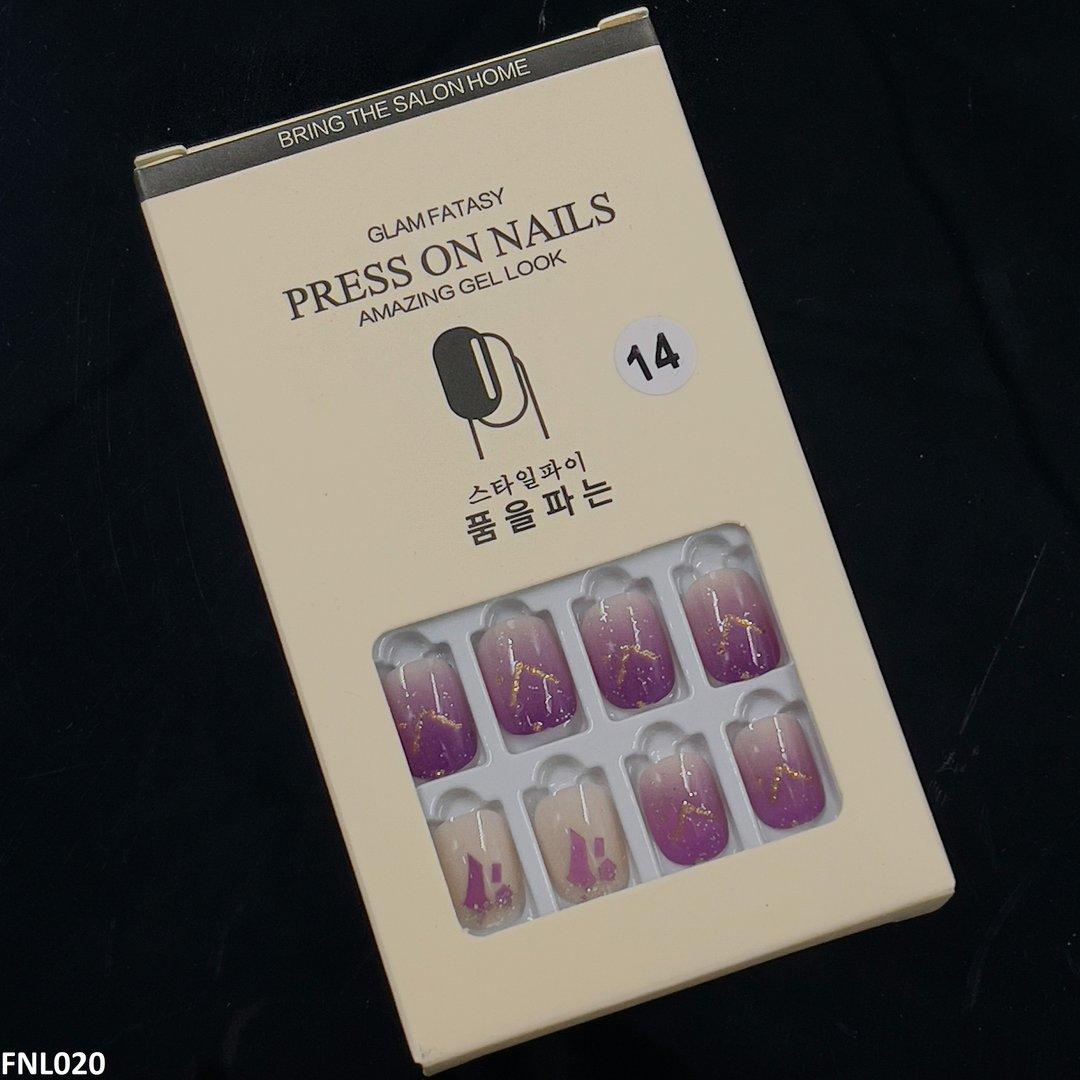 BRING THE SALON HOME
GLAM FATASY
PRESS ON NAILS
AMAZING GEL LOOK
14
스타일파이
품을파는
FNL020